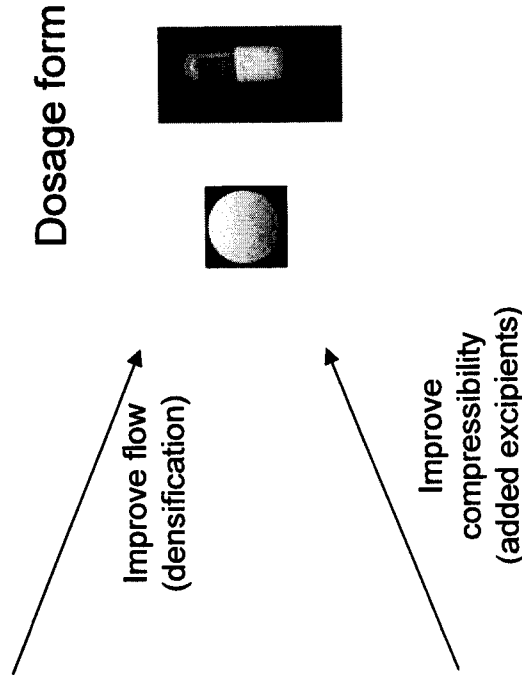 Dosage form
Improve flow
(densification)
Improve
compressibility
(added excipients)